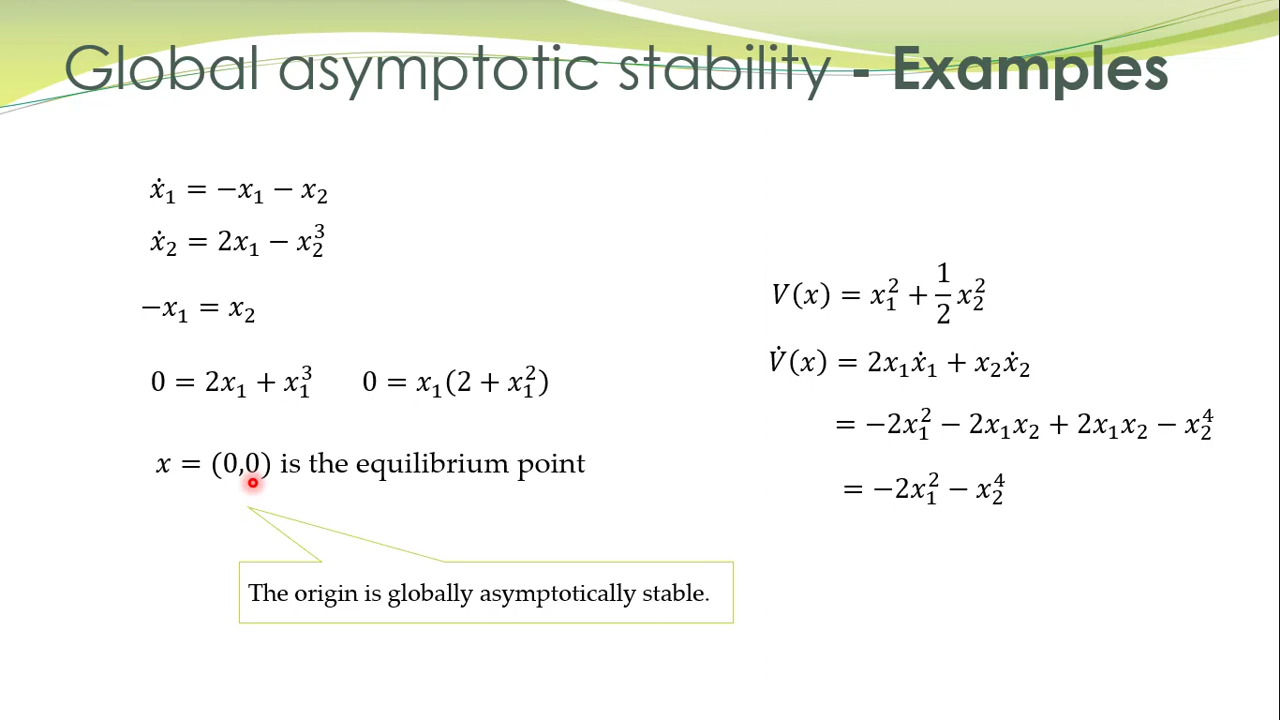 Global asymptotic stability - Examples
ẋ₁ = −x₁ − x₂
ẋ₂ = 2x₁ − x₂³
−x₁ = x₂
0 = 2x₁ + x₁³    0 = x₁(2 + x₁²)
x = (0,0) is the equilibrium point
The origin is globally asymptotically stable.
V(x) = x₁² + 1/2 x₂²
V̇(x) = 2x₁ẋ₁ + x₂ẋ₂
= −2x₁² − 2x₁x₂ + 2x₁x₂ − x₂⁴
= −2x₁² − x₂⁴